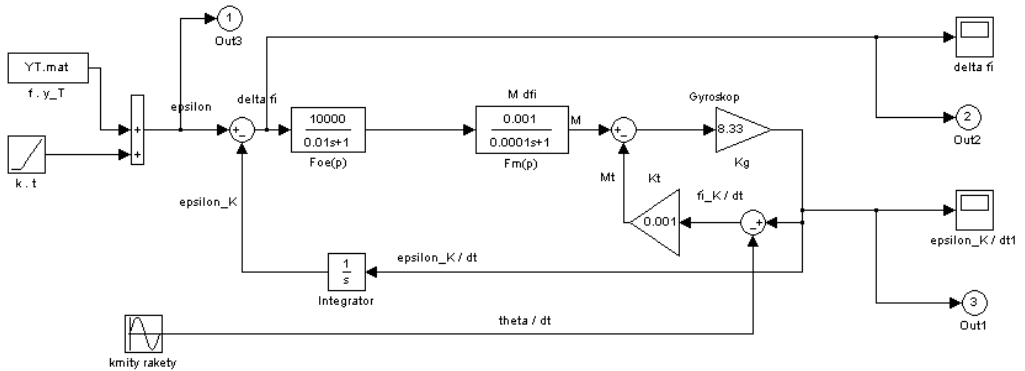 1
Out3
YT.mat
f . y_T
+
+
k . t
epsilon
delta fi
+
-
10000
0.01s+1
Foe(p)
M dfi
0.001
0.0001s+1
Fm(p)
M
+
-
Gyroskop
8.33
Kg
Mt
Kt
0.001
fi_K / dt
-
+
delta fi
2
Out2
epsilon_K / dt1
3
Out1
epsilon_K
epsilon_K / dt
1
s
Integrator
theta / dt
kmity rakety